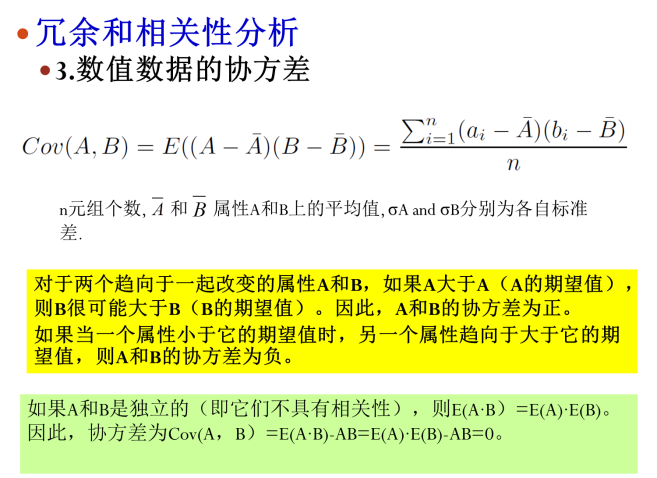 冗余和相关性分析
3.数值数据的协方差
Cov(A, B) = E((A − Ā)(B − B̄)) = \frac{\sum_{i=1}^{n}(a_i − Ā)(b_i − B̄)}{n}
n元组个数, Ā 和 B̄ 属性A和B上的平均值, σA and σB分别为各自标准
差.
对于两个趋向于一起改变的属性A和B，如果A大于A（A的期望值），
则B很可能大于B（B的期望值）。因此，A和B的协方差为正。
如果当一个属性小于它的期望值时，另一个属性趋向于大于它的期
望值，则A和B的协方差为负。
如果A和B是独立的（即它们不具有相关性），则E(A·B）=E(A)·E(B)。
因此，协方差为Cov(A，B）=E(A·B)-AB=E(A)·E(B)-AB=0。